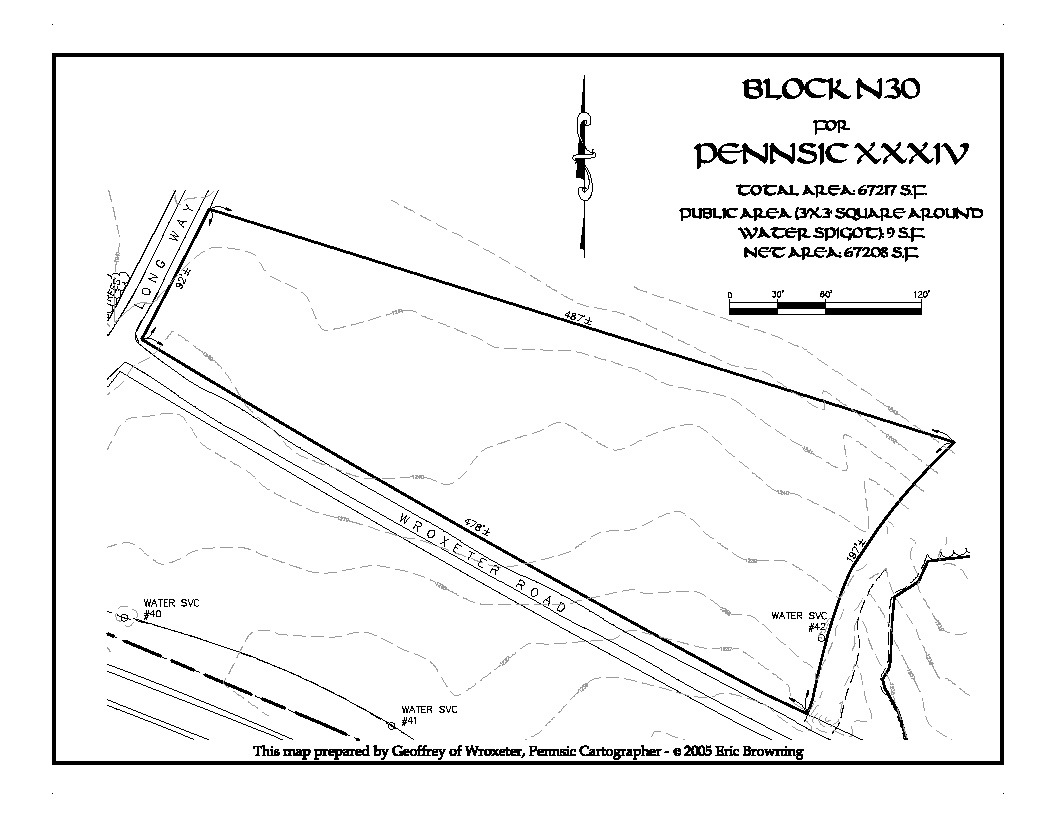 BLOCK N30
FOR
PENNSIC XXXIV
TOTAL AREA: 67217 S.F.
PUBLIC AREA (3'X3' SQUARE AROUND
WATER SPIGOT): 9 S.F.
NET AREA: 67208 S.F.
0 30' 60' 120'
LONG WAY
92'±
487'±
478'±
197'±
WROXETER ROAD
WATER SVC
#42
WATER SVC
#40
WATER SVC
#41
This map prepared by Geoffrey of Wroxeter, Pennsic Cartographer - © 2005 Eric Browning